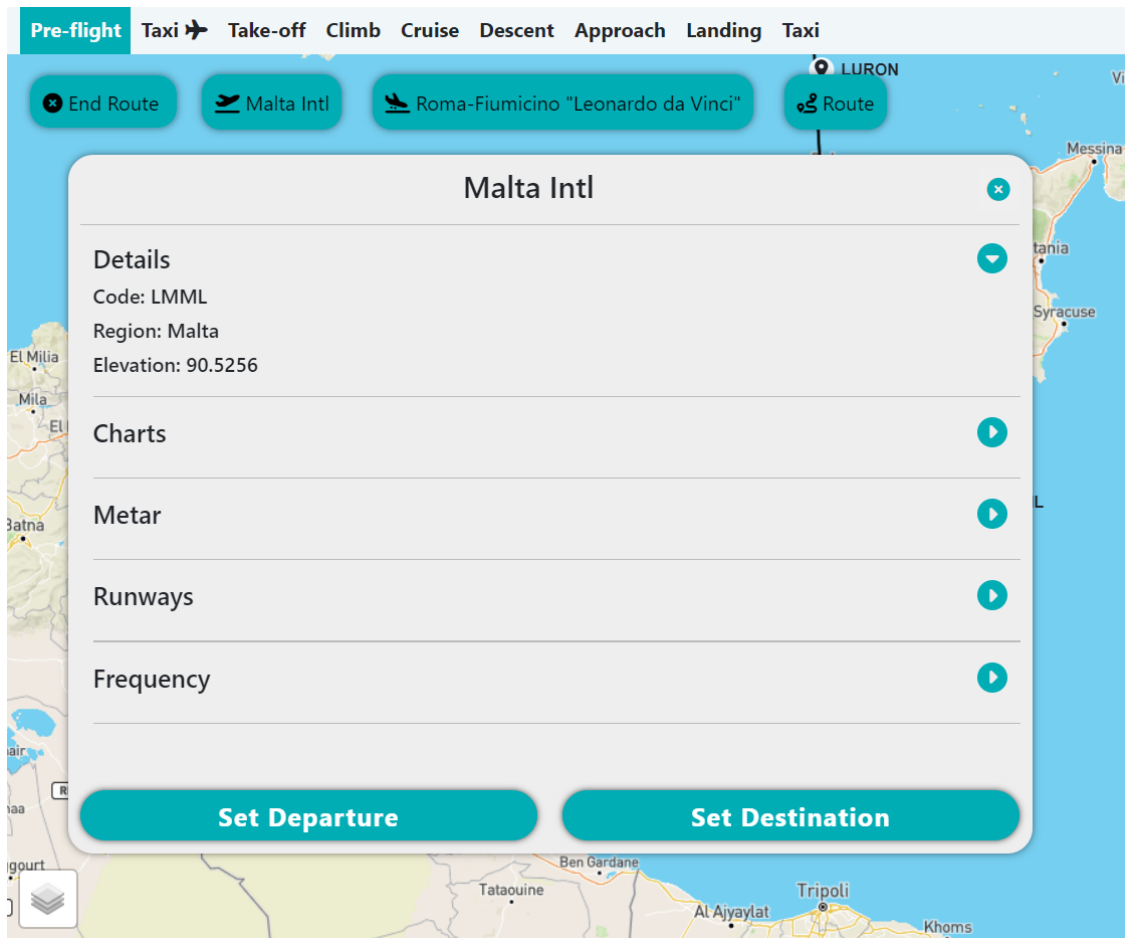 Pre-flight Taxi Take-off Climb Cruise Descent Approach Landing Taxi
LURON
End Route Malta Intl Roma-Fiumicino "Leonardo da Vinci" Route
Messina
Malta Intl
Details
Code: LMML
Region: Malta
Syracuse
Elevation: 90.5256
El Milia
Mila
Charts
Metar
Batna
Runways
Frequency
Set Departure Set Destination
Ben Gardane
Tataouine
Tripoli
Al Ajyaylat
Khoms